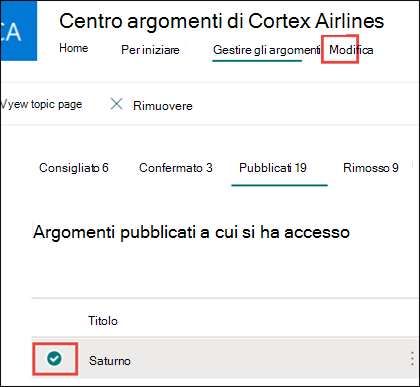 CA
Centro argomenti di Cortex Airlines
Home Per iniziare Gestire gli argomenti Modifica
Vyew topic page Rimuovere
Consigliato 6 Confermato 3 Pubblicati 19 Rimosso 9
Argomenti pubblicati a cui si ha accesso
Titolo
Saturno